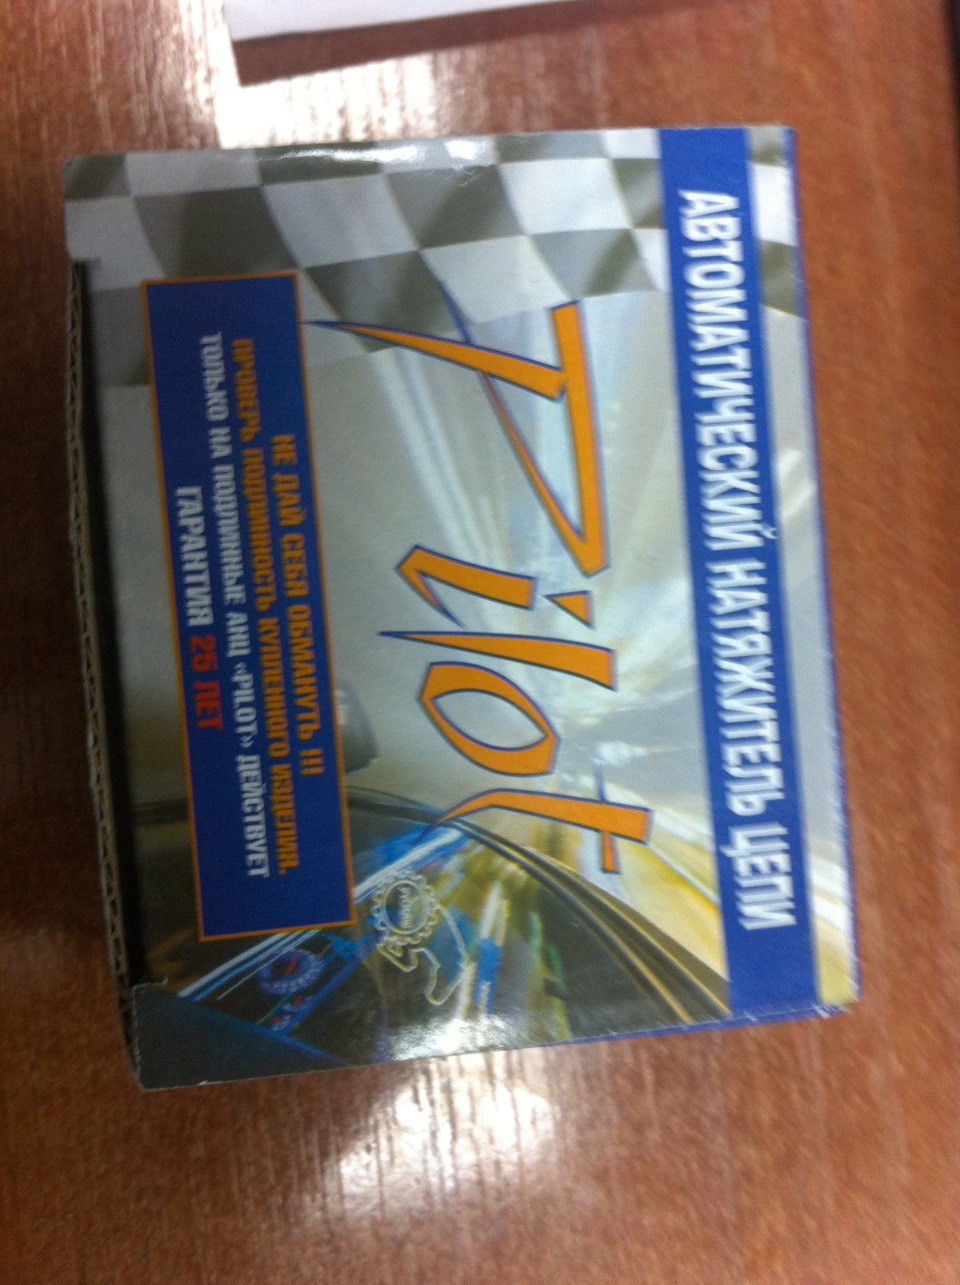 АВТОМАТИЧЕСКИЙ НАТЯЖИТЕЛЬ ЦЕПИ
Pilot
НЕ ДАЙ СЕБЯ ОБМАНУТЬ !!!
ПРОВЕРЬ ПОДЛИННОСТЬ КУПЛЕННОГО ИЗДЕЛИЯ.
ТОЛЬКО НА ПОДЛИННЫЕ АНЦ «PILOT» ДЕЙСТВУЕТ
ГАРАНТИЯ 25 ЛЕТ